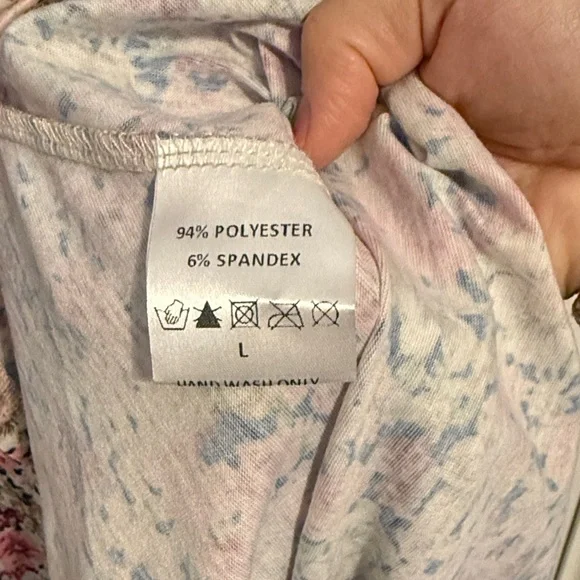 94% POLYESTER
6% SPANDEX
L
HAND WASH ONLY